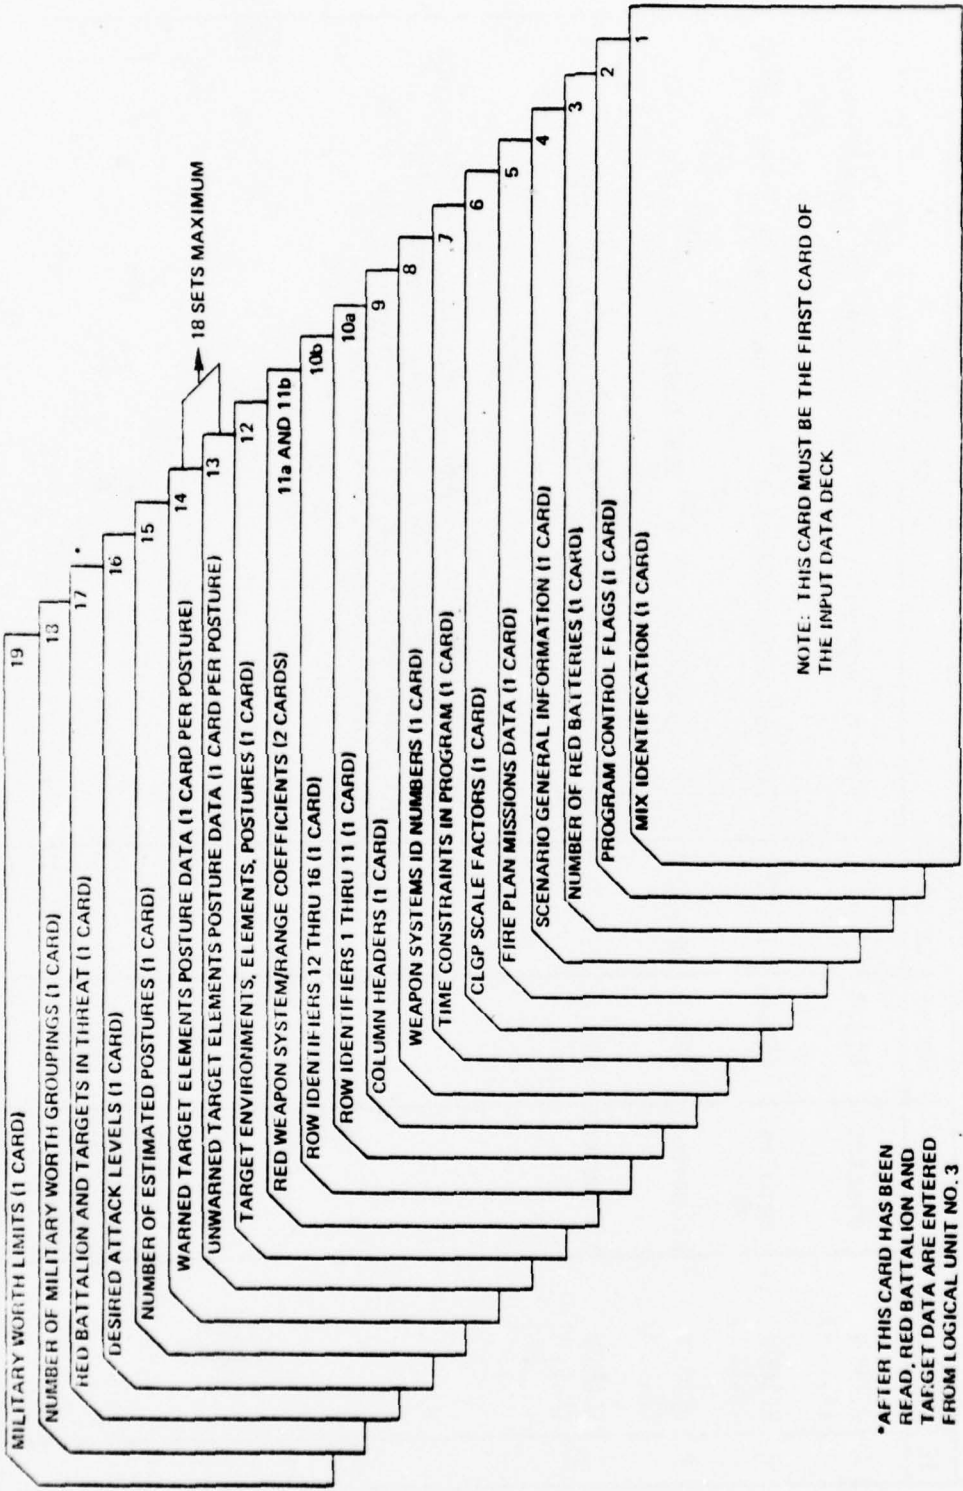 MILITARY WORTH LIMITS (1 CARD) 19
NUMBER OF MILITARY WORTH GROUPINGS (1 CARD) 18
RED BATTALION AND TARGETS IN THREAT (1 CARD) 17 *
DESIRED ATTACK LEVELS (1 CARD) 16
NUMBER OF ESTIMATED POSTURES (1 CARD) 15
WARNED TARGET ELEMENTS POSTURE DATA (1 CARD PER POSTURE) 14
18 SETS MAXIMUM
UNWARNED TARGET ELEMENTS POSTURE DATA (1 CARD PER POSTURE) 13
TARGET ENVIRONMENTS, ELEMENTS, POSTURES (1 CARD) 12
RED WEAPON SYSTEM/RANGE COEFFICIENTS (2 CARDS) 11a AND 11b
ROW IDENTIFIERS 12 THRU 16 (1 CARD) 10b
ROW IDENTIFIERS 1 THRU 11 (1 CARD) 10a
COLUMN HEADERS (1 CARD) 9
WEAPON SYSTEMS ID NUMBERS (1 CARD) 8
TIME CONSTRAINTS IN PROGRAM (1 CARD) 7
CLGP SCALE FACTORS (1 CARD) 6
FIRE PLAN MISSIONS DATA (1 CARD) 5
SCENARIO GENERAL INFORMATION (1 CARD) 4
NUMBER OF RED BATTERIES (1 CARD) 3
PROGRAM CONTROL FLAGS (1 CARD) 2
MIX IDENTIFICATION (1 CARD) 1
NOTE: THIS CARD MUST BE THE FIRST CARD OF
THE INPUT DATA DECK
*AFTER THIS CARD HAS BEEN
READ, RED BATTALION AND
TARGET DATA ARE ENTERED
FROM LOGICAL UNIT NO. 3